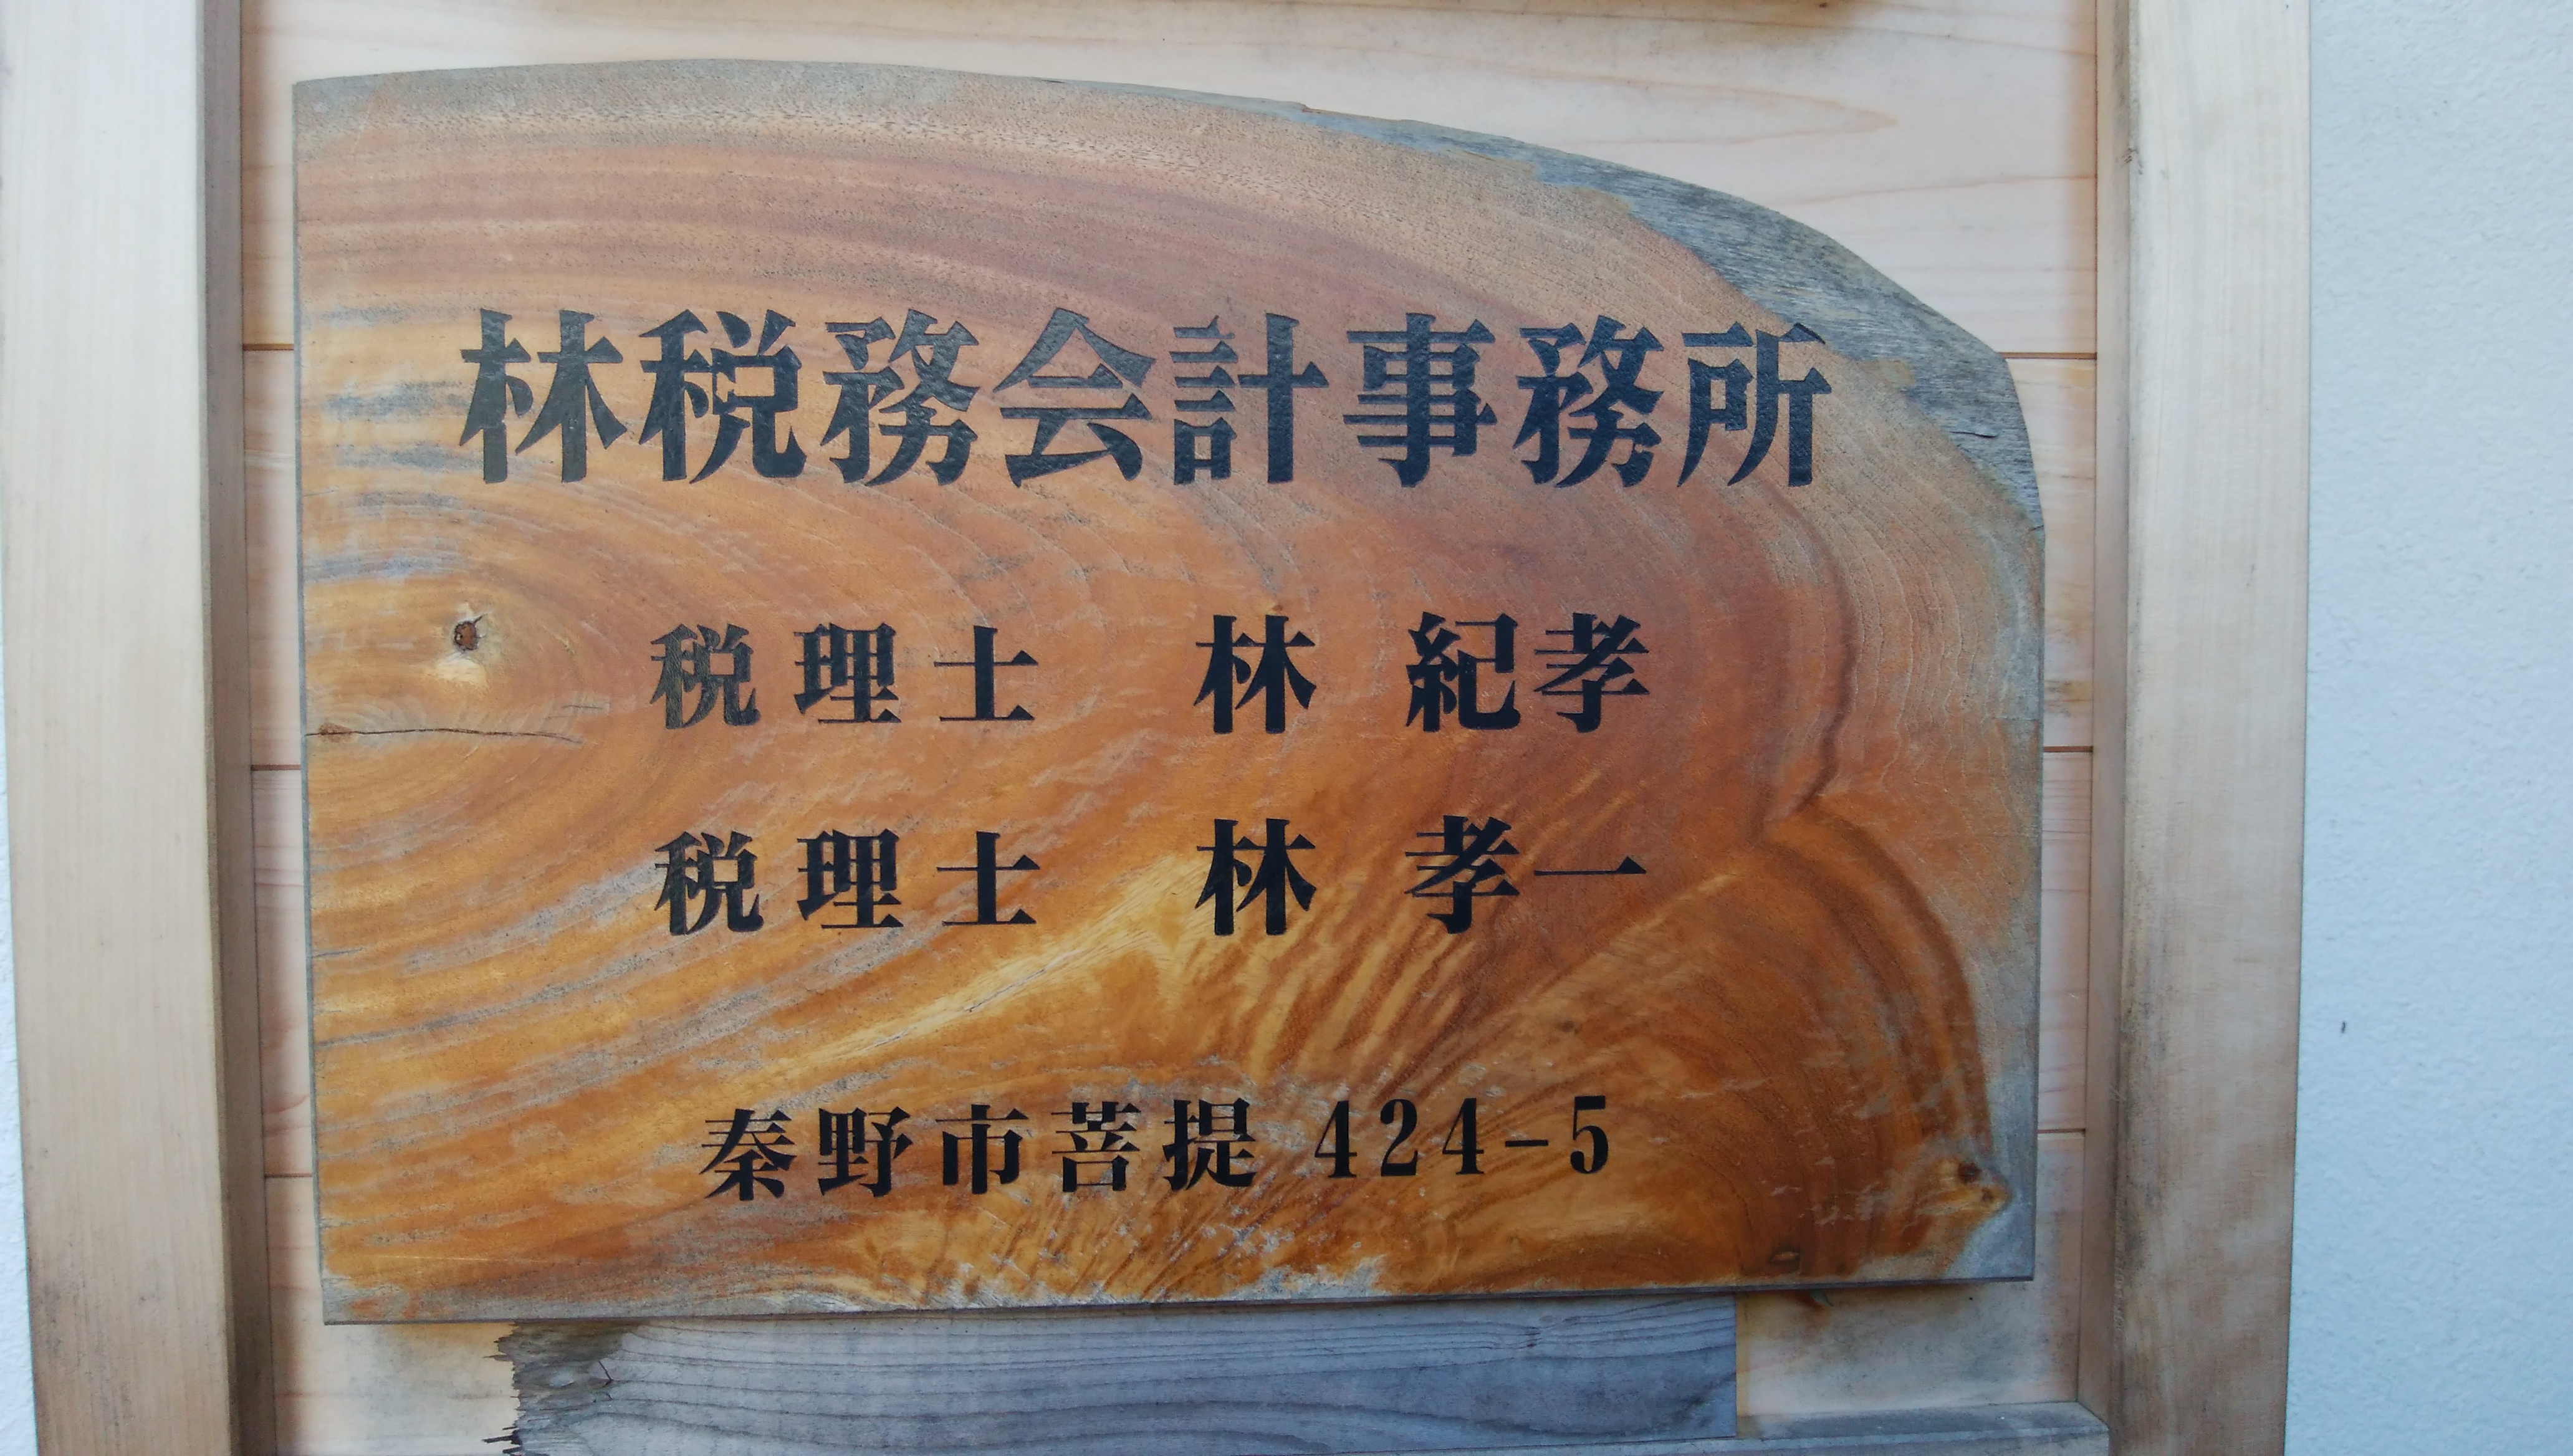 林税務会計事務所
税理士 林 紀孝
税理士 林 孝一
秦野市菩提 424-5